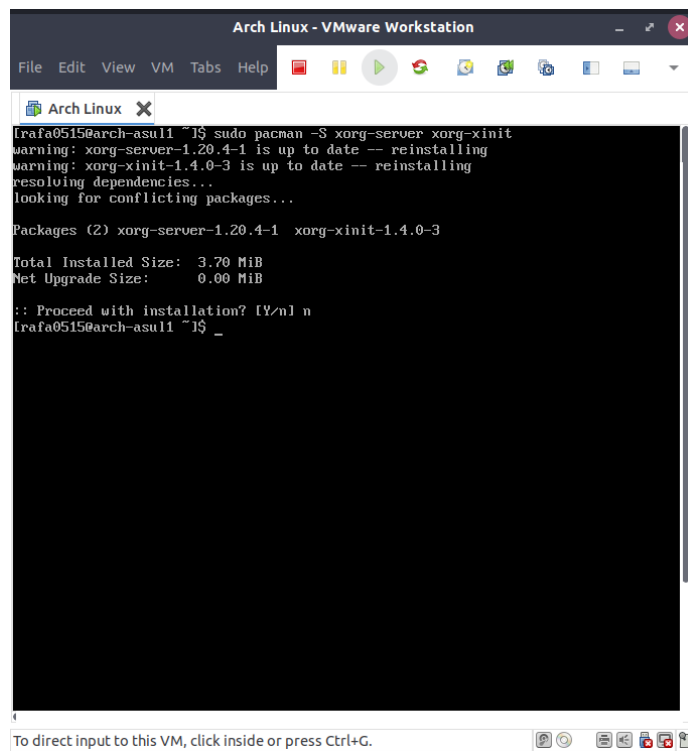 Arch Linux - VMware Workstation
File Edit View VM Tabs Help
Arch Linux
[rafa0515@arch-asul1 ~]$ sudo pacman -S xorg-server xorg-xinit
warning: xorg-server-1.20.4-1 is up to date -- reinstalling
warning: xorg-xinit-1.4.0-3 is up to date -- reinstalling
resolving dependencies...
looking for conflicting packages...
Packages (2) xorg-server-1.20.4-1  xorg-xinit-1.4.0-3
Total Installed Size:  3.70 MiB
Net Upgrade Size:      0.00 MiB
:: Proceed with installation? [Y/n] n
[rafa0515@arch-asul1 ~]$ _
To direct input to this VM, click inside or press Ctrl+G.